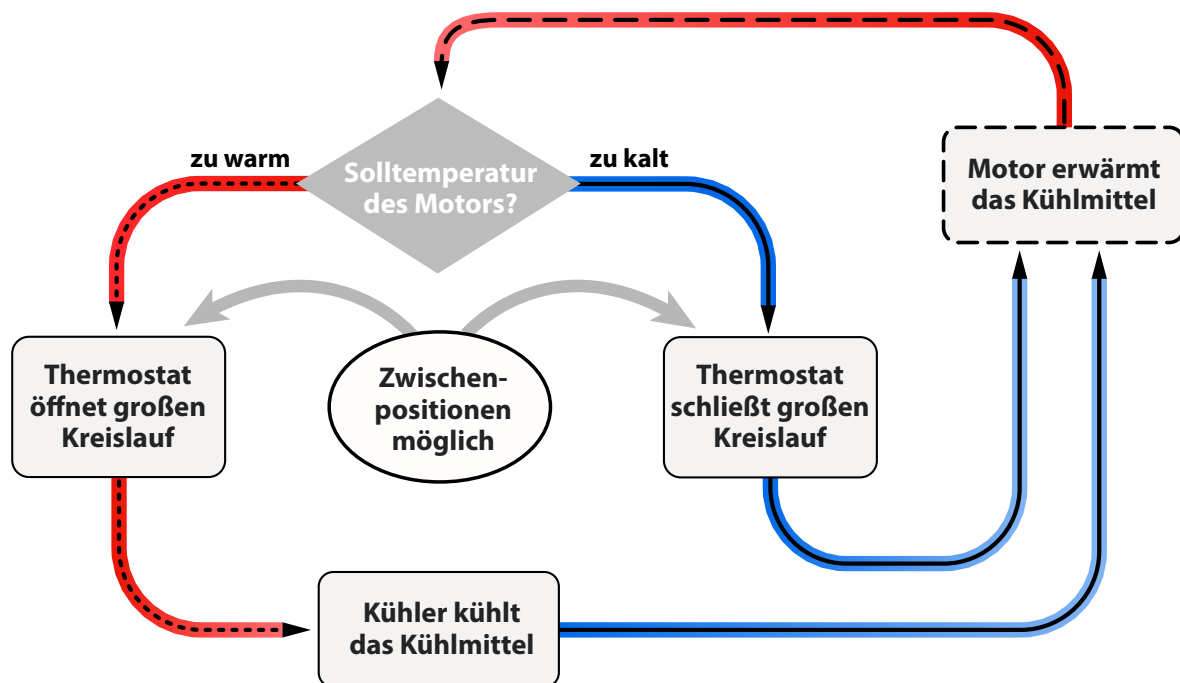 zu warm
Solltemperatur
des Motors?
zu kalt
Motor erwärmt
das Kühlmittel
Thermostat
öffnet großen
Kreislauf
Zwischen-
positionen
möglich
Thermostat
schließt großen
Kreislauf
Kühler kühlt
das Kühlmittel